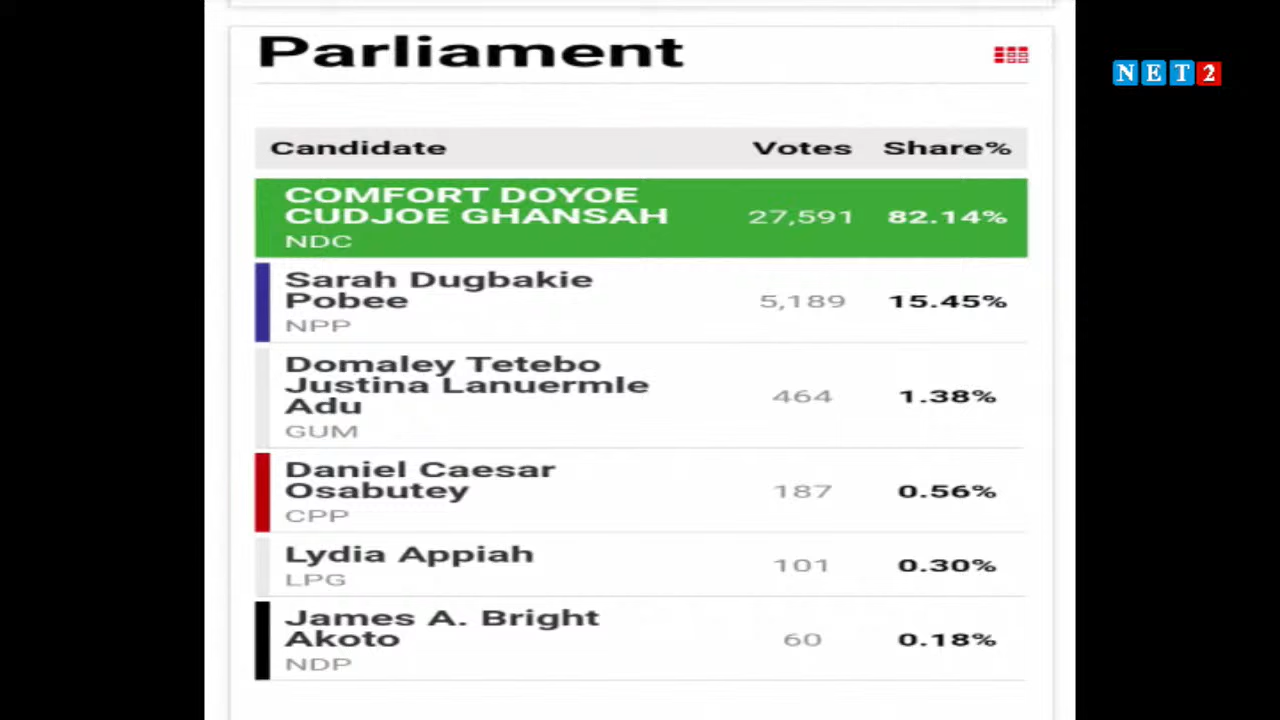 Parliament
NET2
Candidate Votes Share%
COMFORT DOYOE
CUDJOE GHANSAH 27,591 82.14%
NDC
Sarah Dugbakie
Pobee 5,189 15.45%
NPP
Domaley Tetebo
Justina Lanuermle 464 1.38%
Adu
GUM
Daniel Caesar
Osabutey 187 0.56%
CPP
Lydia Appiah 101 0.30%
LPG
James A. Bright
Akoto 60 0.18%
NDP